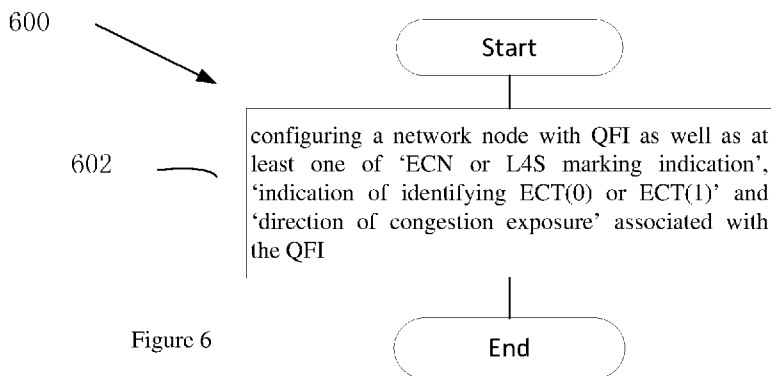 600
Start
602
configuring a network node with QFI as well as at
least one of ‘ECN or L4S marking indication’,
‘indication of identifying ECT(0) or ECT(1)’ and
‘direction of congestion exposure’ associated with
the QFI
Figure 6
End